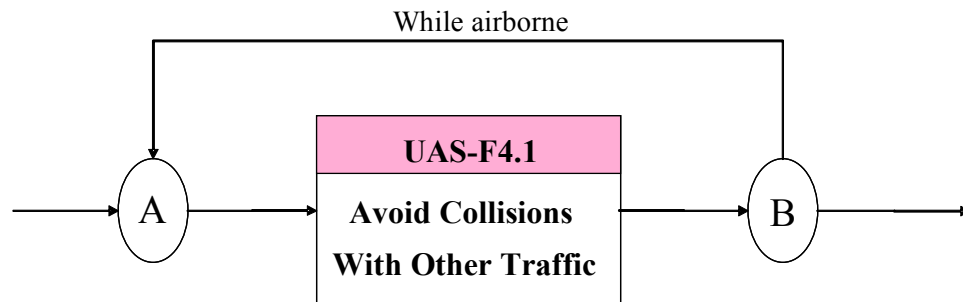 While airborne
UAS-F4.1
A
Avoid Collisions
B
With Other Traffic